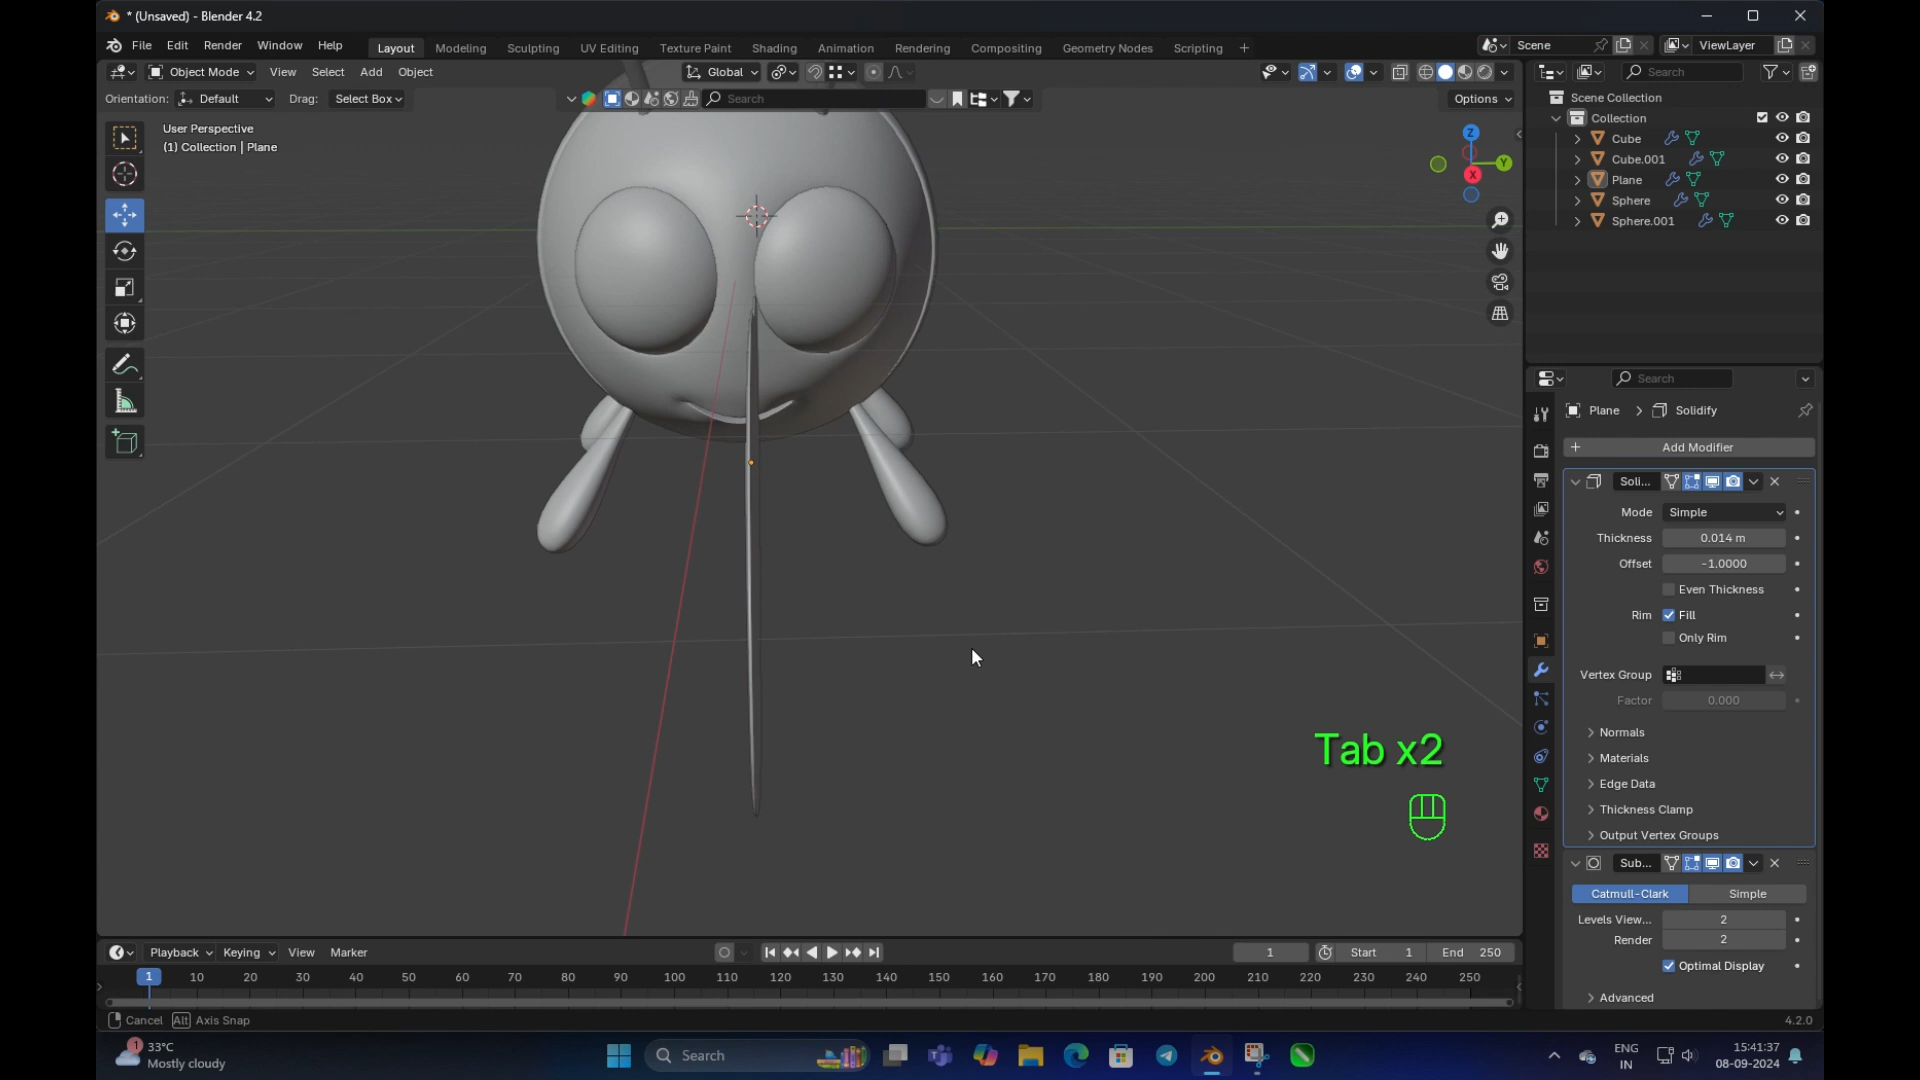 * (Unsaved) - Blender 4.2
File Edit Render Window Help
Layout Modeling Sculpting UV Editing Texture Paint Shading Animation Rendering Compositing Geometry Nodes Scripting +
Scene
ViewLayer
Object Mode View Select Add Object
Global
Search
Orientation: Default Drag: Select Box
Search
Options
User Perspective
(1) Collection | Plane
Z
Y
X
Scene Collection
Collection
Cube
Cube.001
Plane
Sphere
Sphere.001
Search
Plane > Solidify
+ Add Modifier
Soli...
Mode Simple
Thickness 0.014 m
Offset -1.0000
Even Thickness
Rim Fill
Only Rim
Vertex Group
Factor 0.000
Normals
Materials
Edge Data
Thickness Clamp
Output Vertex Groups
Sub...
Catmull-Clark Simple
Levels View... 2
Render 2
Optimal Display
Advanced
Tab x2
Playback Keying View Marker
1 Start 1 End 250
1 10 20 30 40 50 60 70 80 90 100 110 120 130 140 150 160 170 180 190 200 210 220 230 240 250
Cancel Alt Axis Snap
4.2.0
1
33°C
Mostly cloudy
Search
ENG
IN
15:41:37
08-09-2024